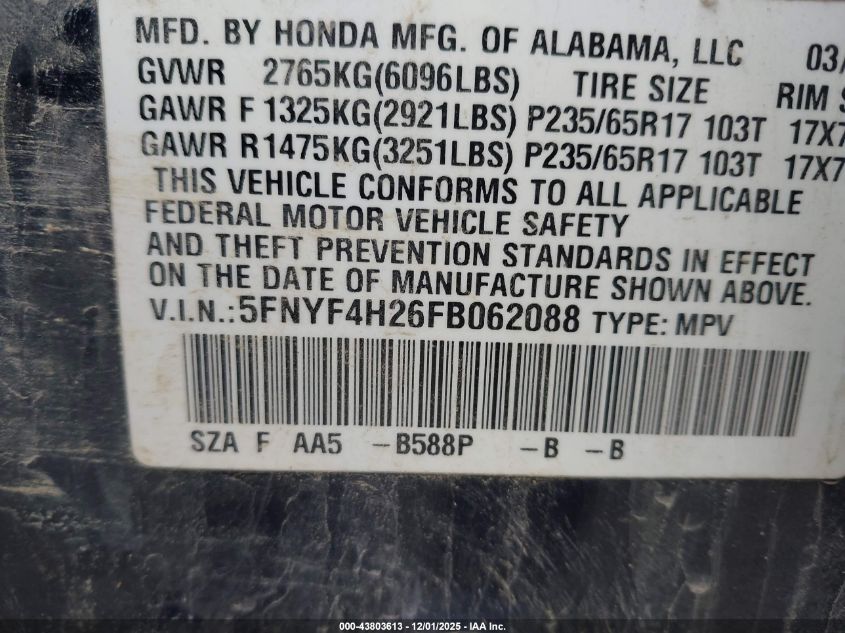 MFD. BY HONDA MFG. OF ALABAMA, LLC 03/
GVWR 2765KG(6096LBS) TIRE SIZE RIM S
GAWR F 1325KG(2921LBS) P235/65R17 103T 17X7
GAWR R1475KG(3251LBS) P235/65R17 103T 17X7
THIS VEHICLE CONFORMS TO ALL APPLICABLE
FEDERAL MOTOR VEHICLE SAFETY
AND THEFT PREVENTION STANDARDS IN EFFECT
ON THE DATE OF MANUFACTURE SHOWN ABOVE.
V.I.N.:5FNYF4H26FB062088 TYPE: MPV
SZA F AA5 -B588P -B -B
000-43803613 - 12/01/2025 - IAA Inc.